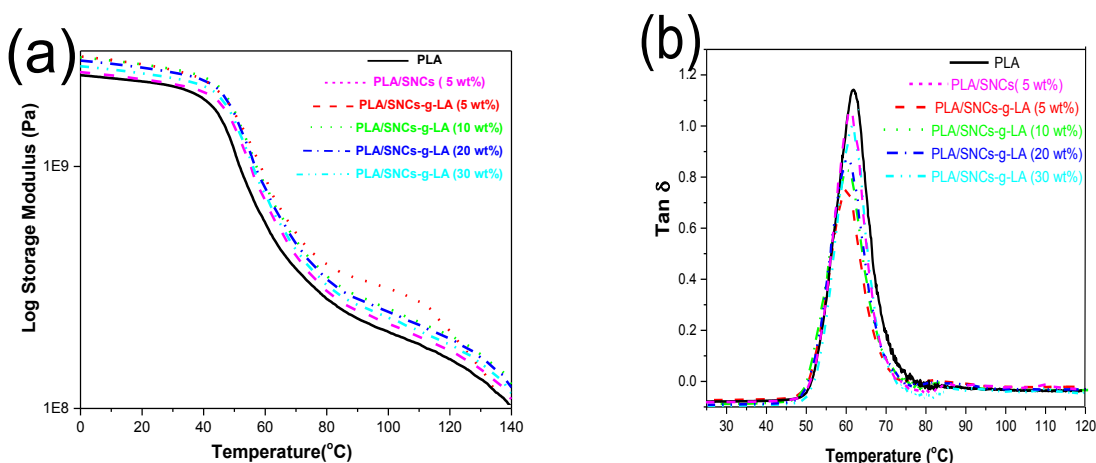 (a)
PLA
PLA/SNCs ( 5 wt%)
PLA/SNCs-g-LA (5 wt%)
PLA/SNCs-g-LA (10 wt%)
PLA/SNCs-g-LA (20 wt%)
PLA/SNCs-g-LA (30 wt%)
Log Storage Modulus (Pa)
1E9
1E8
0 20 40 60 80 100 120 140
Temperature(°C)
(b)
PLA
PLA/SNCs( 5 wt%)
PLA/SNCs-g-LA (5 wt%)
PLA/SNCs-g-LA (10 wt%)
PLA/SNCs-g-LA (20 wt%)
PLA/SNCs-g-LA (30 wt%)
Tan δ
1.2
1.0
0.8
0.6
0.4
0.2
0.0
30 40 50 60 70 80 90 100 110 120
Temperature (°C)